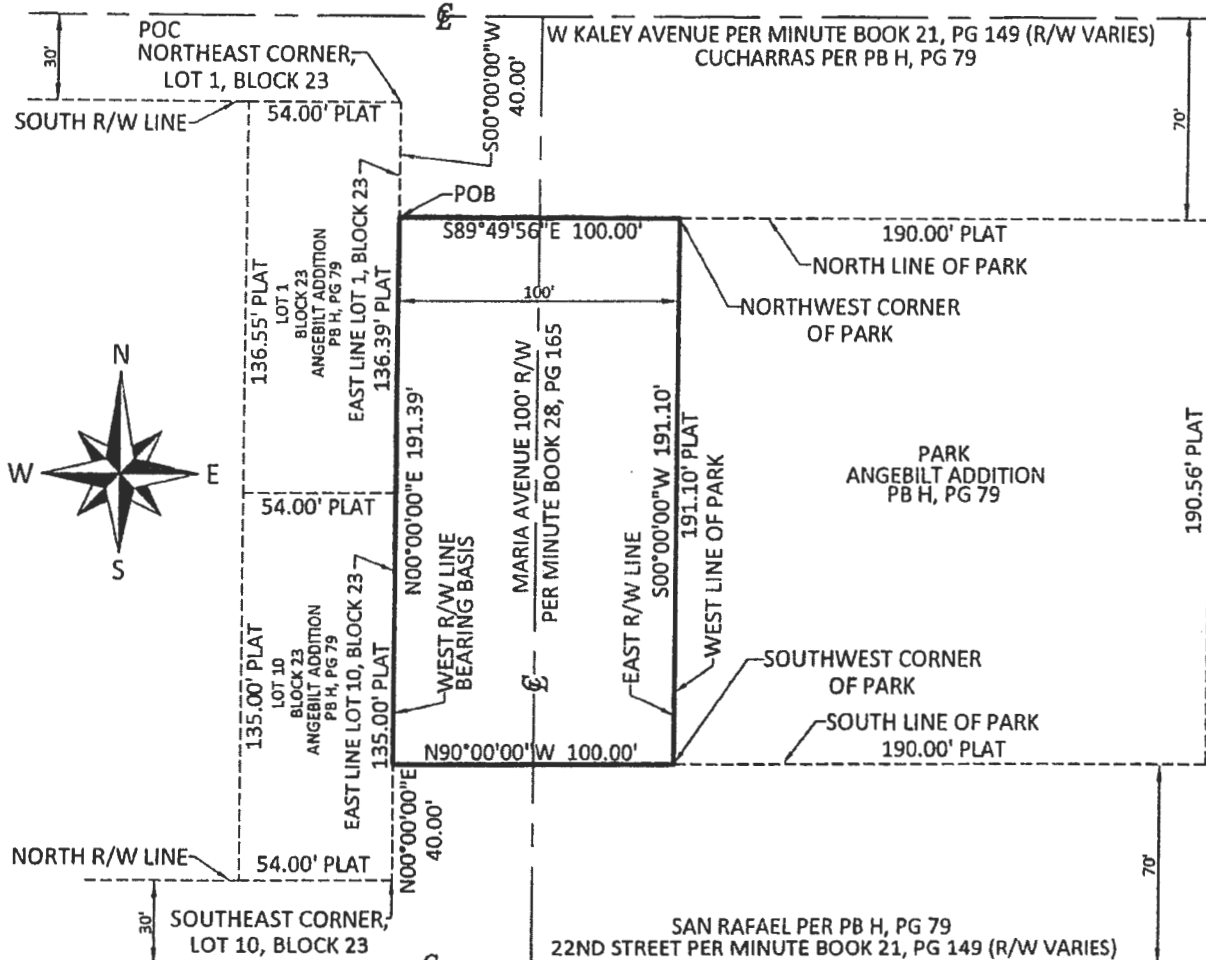 ℄
POC
NORTHEAST CORNER,
LOT 1, BLOCK 23
W KALEY AVENUE PER MINUTE BOOK 21, PG 149 (R/W VARIES)
CUCHARRAS PER PB H, PG 79
30'
SOUTH R/W LINE
54.00' PLAT
S00°00'00"W
40.00'
70'
POB
S89°49'56"E 100.00'
190.00' PLAT
NORTH LINE OF PARK
100'
NORTHWEST CORNER
OF PARK
136.55' PLAT
LOT 1
BLOCK 23
ANGEBILT ADDITION
PB H, PG 79
EAST LINE LOT 1, BLOCK 23
136.39' PLAT
N
W
E
S
N00°00'00"E 191.39'
MARIA AVENUE 100' R/W
PER MINUTE BOOK 28, PG 165
S00°00'00"W 191.10'
191.10' PLAT
WEST LINE OF PARK
PARK
ANGEBILT ADDITION
PB H, PG 79
190.56' PLAT
54.00' PLAT
135.00' PLAT
LOT 10
BLOCK 23
ANGEBILT ADDITION
PB H, PG 79
EAST LINE LOT 10, BLOCK 23
135.00' PLAT
WEST R/W LINE
BEARING BASIS
EAST R/W LINE
℄
SOUTHWEST CORNER
OF PARK
SOUTH LINE OF PARK
190.00' PLAT
N90°00'00"W 100.00'
N00°00'00"E
40.00'
NORTH R/W LINE
54.00' PLAT
30'
SOUTHEAST CORNER,
LOT 10, BLOCK 23
70'
SAN RAFAEL PER PB H, PG 79
22ND STREET PER MINUTE BOOK 21, PG 149 (R/W VARIES)